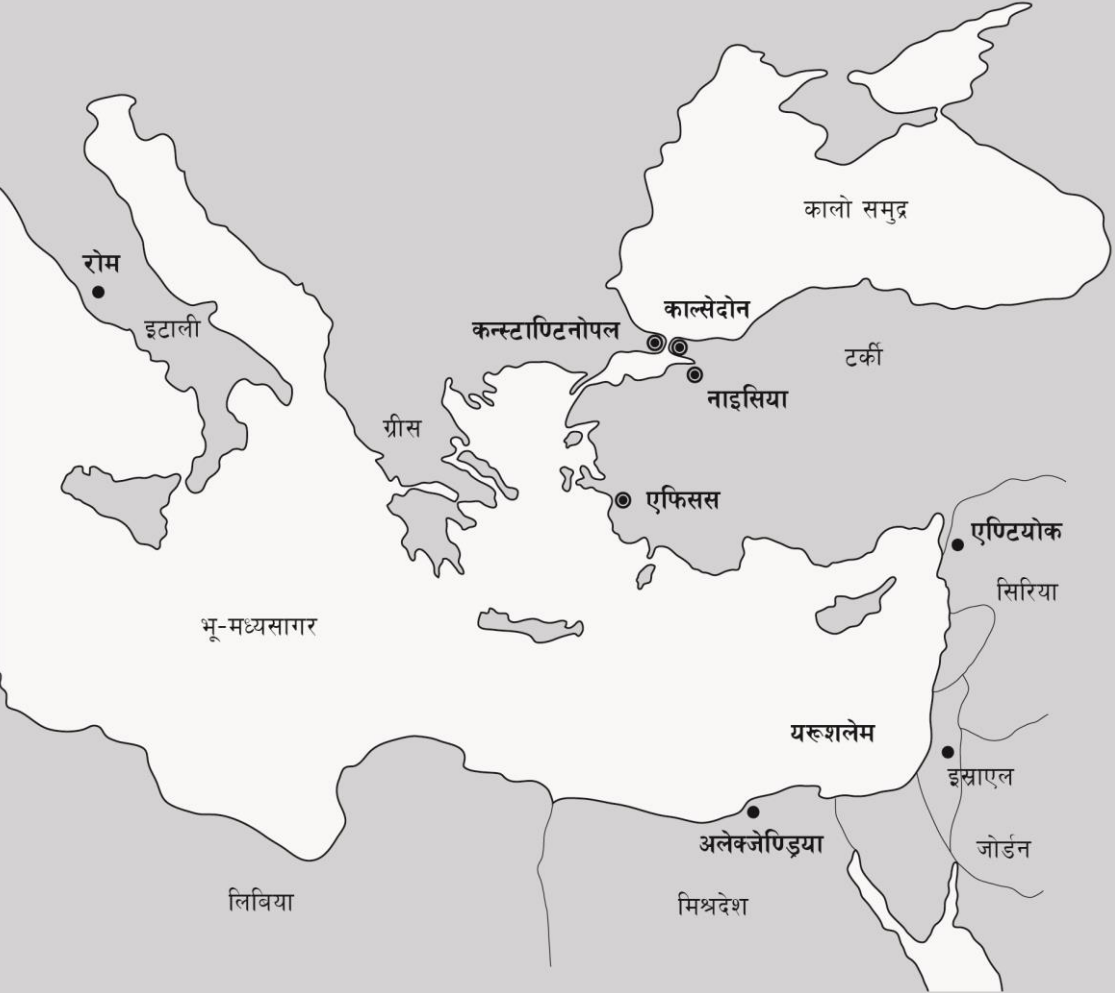 कालो समुद्र
रोम
इटाली
काल्सेदोन
कन्स्टाण्टिनोपल
टर्की
नाइसिया
ग्रीस
एफिसस
एण्टियोक
सिरिया
भू-मध्यसागर
यरूशलेम
इस्राएल
अलेक्जेण्ड्रिया
जोर्डन
लिबिया
मिश्रदेश